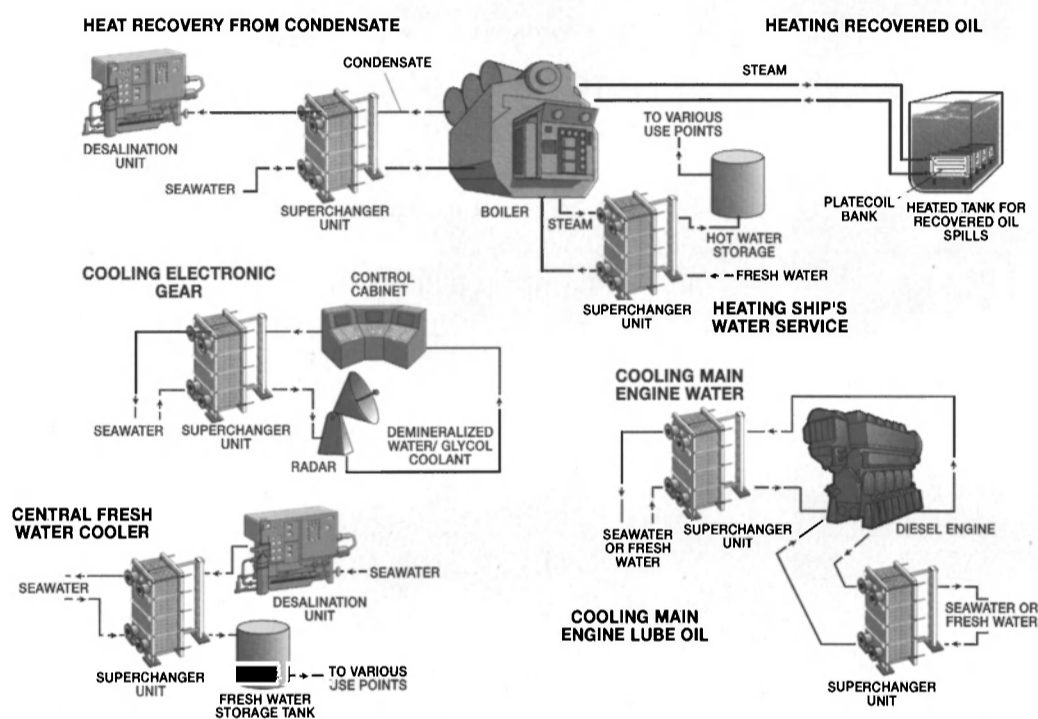 HEAT RECOVERY FROM CONDENSATE
CONDENSATE
DESALINATION
UNIT
SEAWATER
SUPERCHANGER
UNIT
BOILER
HEATING RECOVERED OIL
STEAM
TO VARIOUS
USE POINTS
PLATECOIL
BANK
HEATED TANK FOR
RECOVERED OIL
SPILLS
STEAM
HOT WATER
STORAGE
FRESH WATER
SUPERCHANGER
UNIT
HEATING SHIP'S
WATER SERVICE
COOLING ELECTRONIC
GEAR
CONTROL
CABINET
SEAWATER
SUPERCHANGER
UNIT
RADAR
DEMINERALIZED
WATER/ GLYCOL
COOLANT
COOLING MAIN
ENGINE WATER
SEAWATER
OR FRESH
WATER
SUPERCHANGER
UNIT
DIESEL ENGINE
CENTRAL FRESH
WATER COOLER
SEAWATER
DESALINATION
UNIT
SEAWATER
SUPERCHANGER
UNIT
FRESH WATER
STORAGE TANK
TO VARIOUS
USE POINTS
COOLING MAIN
ENGINE LUBE OIL
SEAWATER OR
FRESH WATER
SUPERCHANGER
UNIT